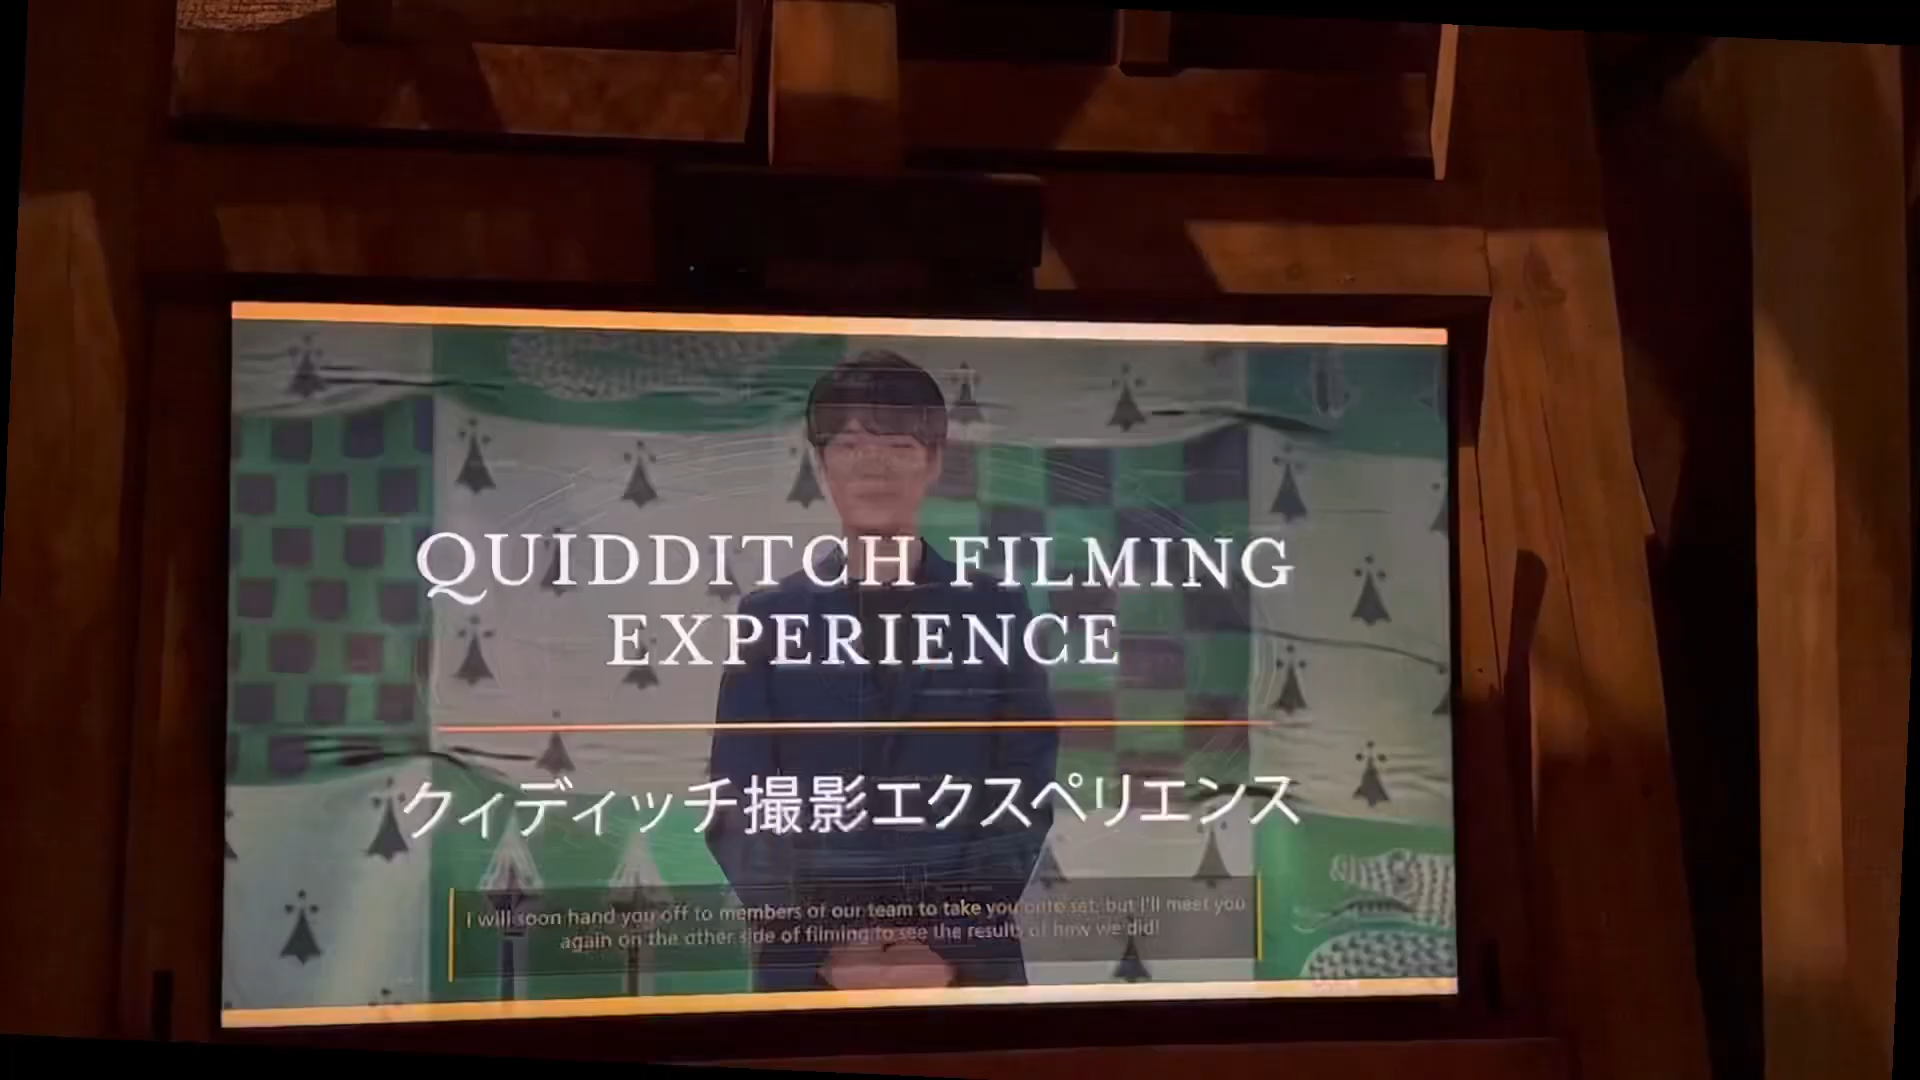 QUIDDITCH FILMING
EXPERIENCE
クィディッチ撮影エクスペリエンス
I will soon hand you off to members of our team to take you onto set, but I'll meet you
again on the other side of filming to see the results of how we did!